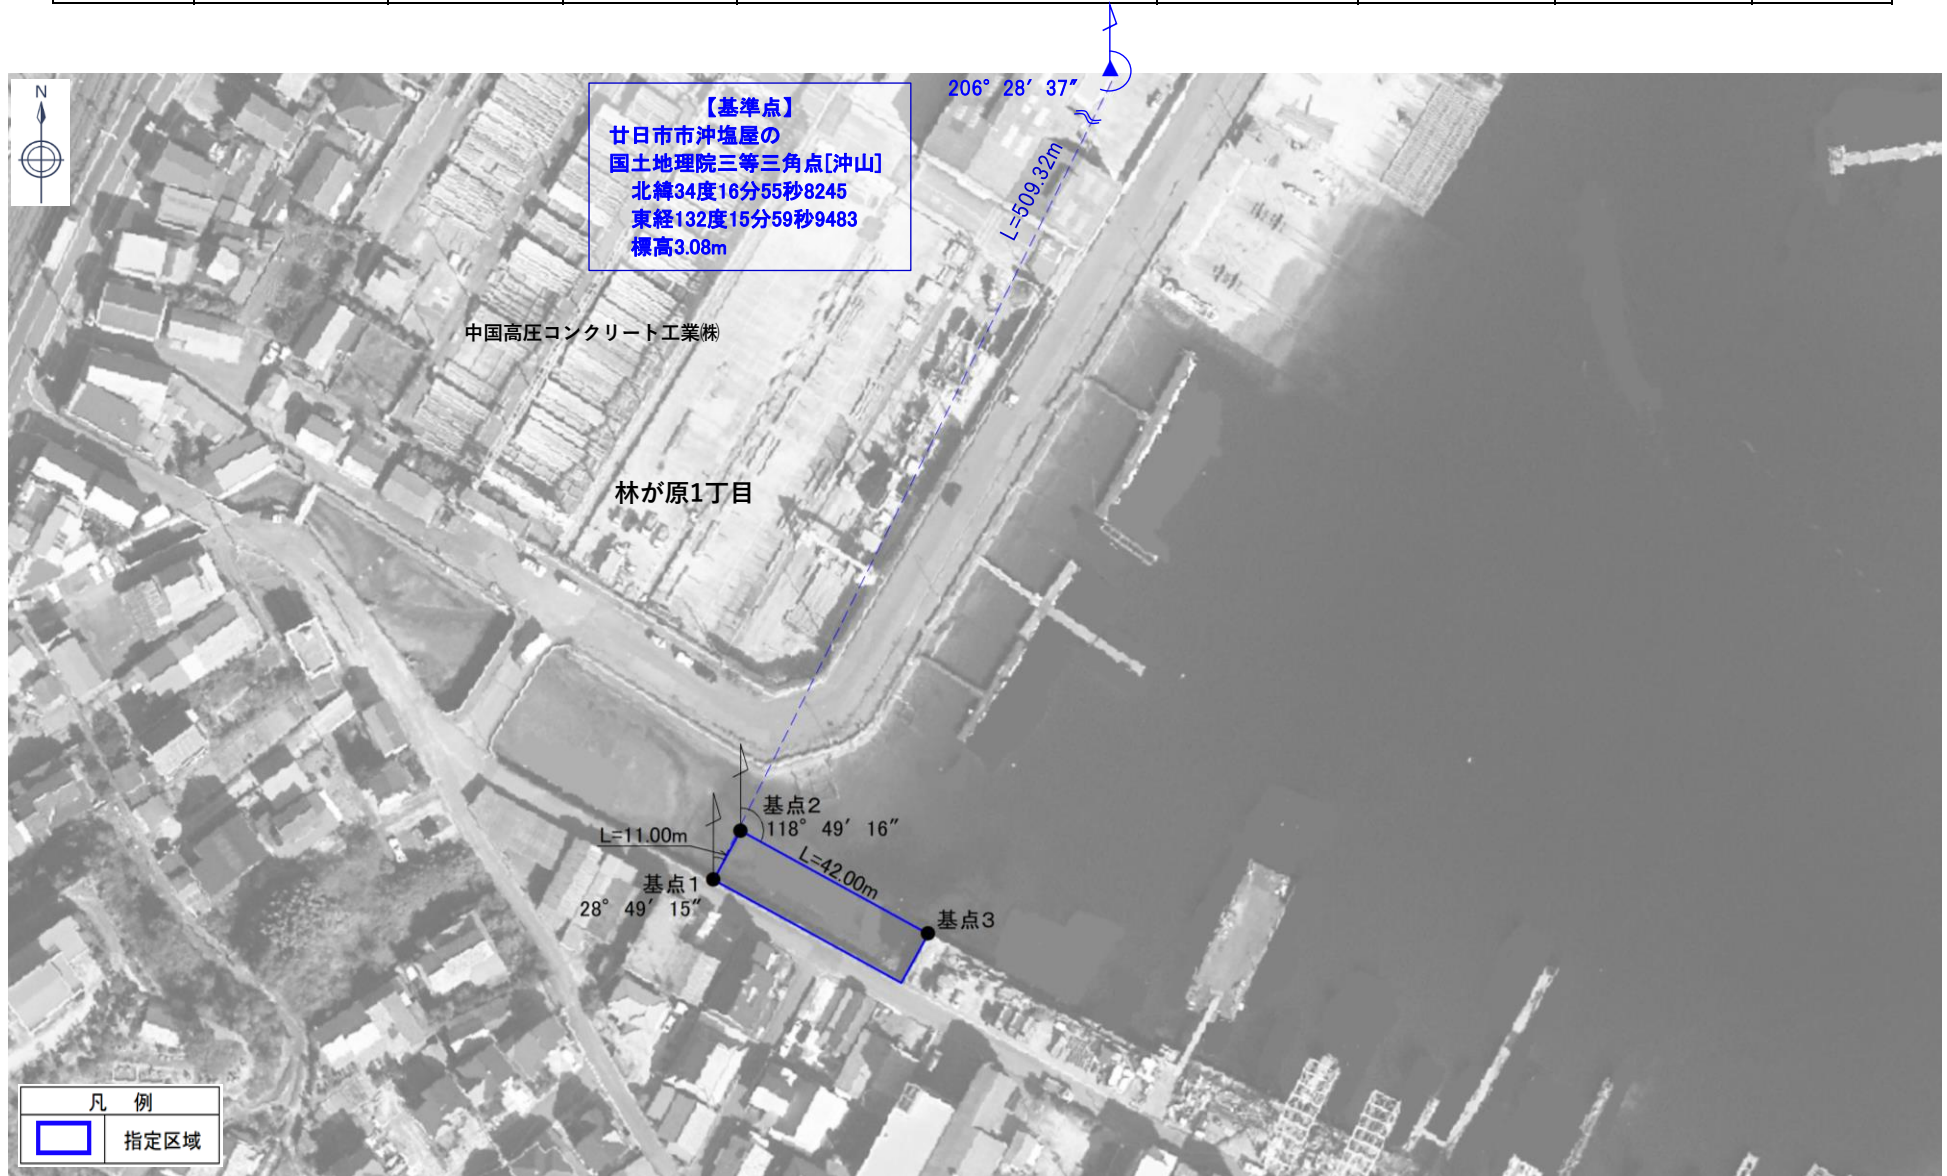 N
206° 28′ 37″
【基準点】
廿日市市沖塩屋の
国土地理院三等三角点[沖山]
北緯34度16分55秒8245
東経132度15分59秒9483
標高3.08m
L=509.32m
中国高圧コンクリート工業㈱
林が原1丁目
基点2
118° 49′ 16″
L=11.00m
L=42.00m
基点1
28° 49′ 15″
基点3
凡 例
指定区域